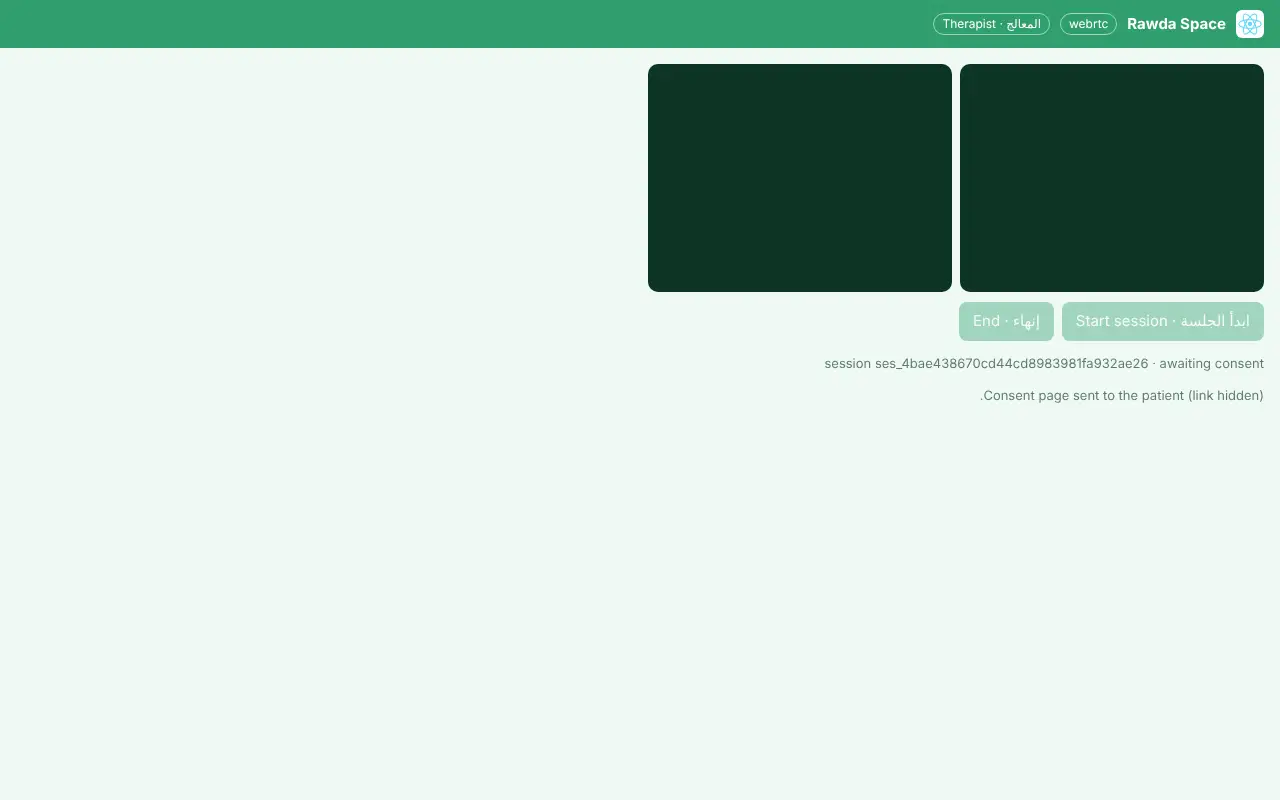 Rawda Space
webrtc
Therapist · المعالج
Start session · ابدأ الجلسة
End · إنهاء
session ses_4bae438670cd44cd8983981fa932ae26 · awaiting consent
Consent page sent to the patient (link hidden).